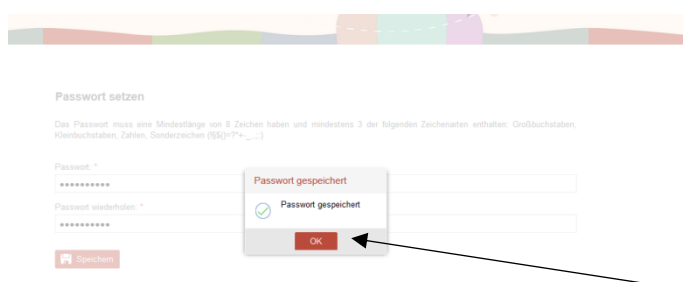 Passwort setzen
Das Passwort muss eine Mindestlänge von 8 Zeichen haben und mindestens 3 der folgenden Zeichenarten enthalten: Großbuchstaben,
Kleinbuchstaben, Zahlen, Sonderzeichen (!§$()=?*+-_.,;:)
Passwort: *
••••••••••
Passwort wiederholen: *
••••••••••
Speichern
Passwort gespeichert
Passwort gespeichert
OK